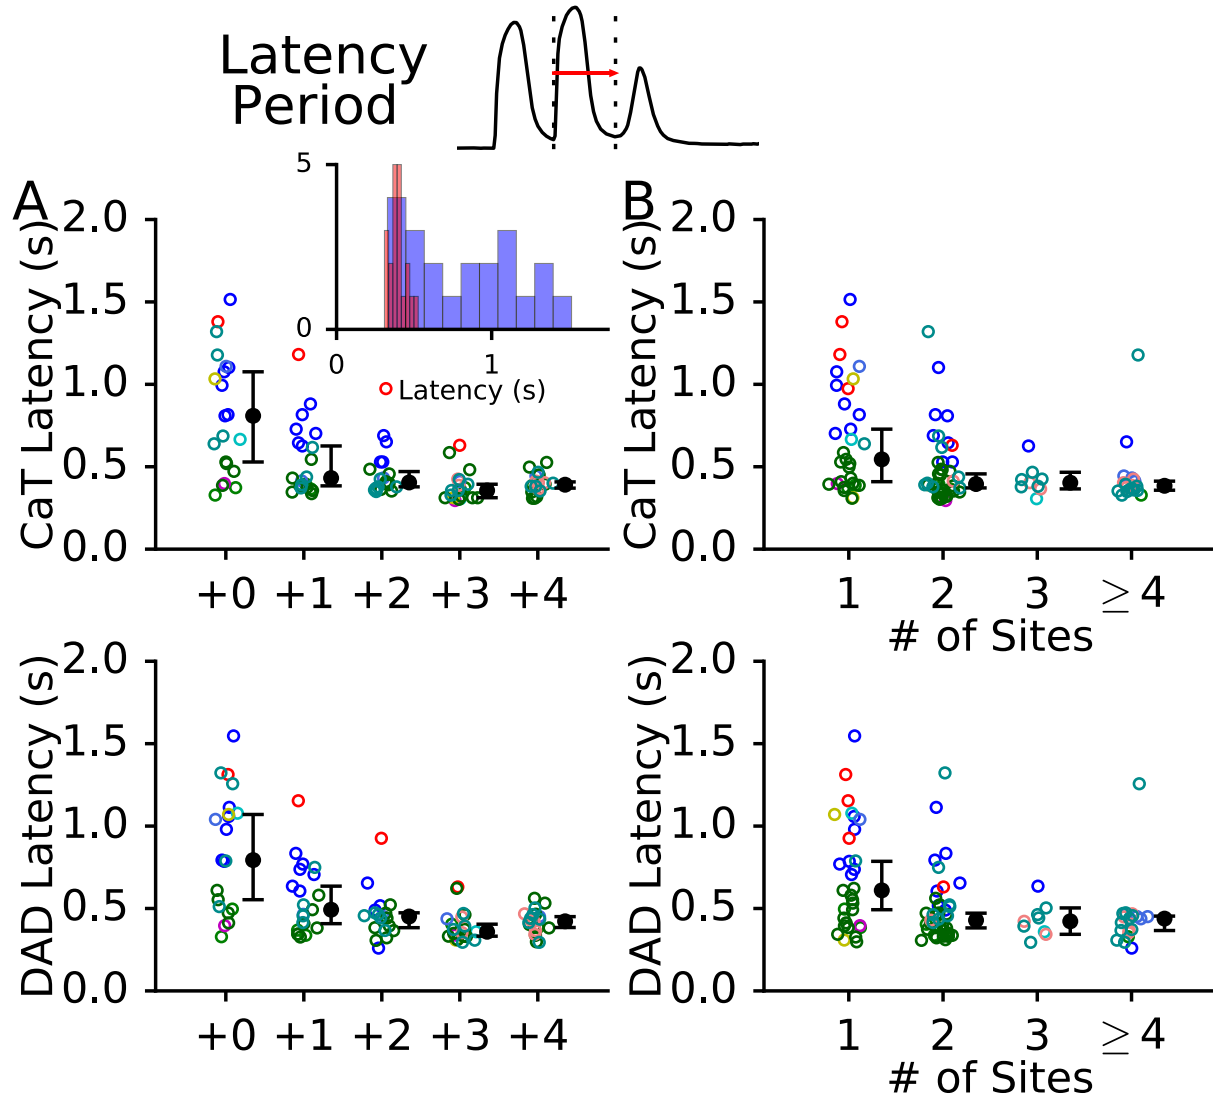 Latency
Period
A
CaT Latency (s)
2.0
1.5
1.0
0.5
0.0
+0 +1 +2 +3 +4
5
0
0 1
Latency (s)
B
CaT Latency (s)
2.0
1.5
1.0
0.5
0.0
1 2 3 ≥ 4
# of Sites
DAD Latency (s)
2.0
1.5
1.0
0.5
0.0
+0 +1 +2 +3 +4
DAD Latency (s)
2.0
1.5
1.0
0.5
0.0
1 2 3 ≥ 4
# of Sites